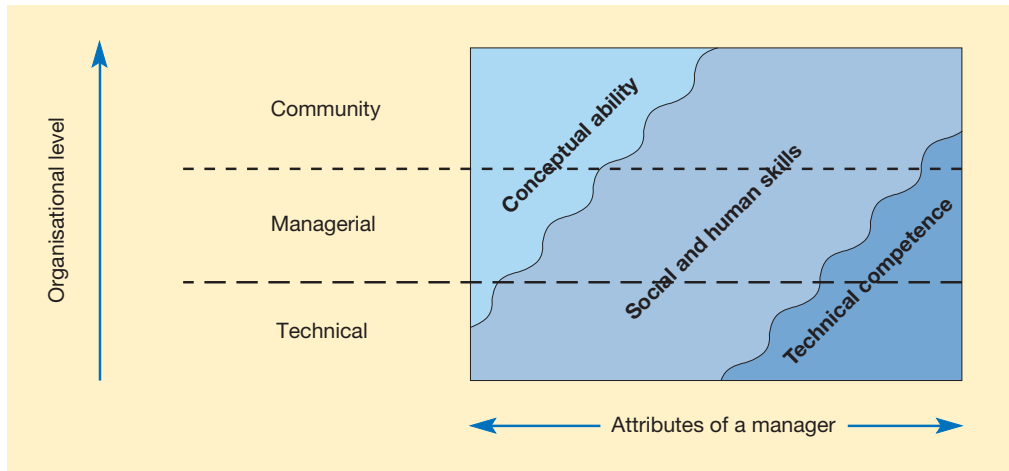 Organisational level
Community
Managerial
Technical
Conceptual ability
Social and human skills
Technical competence
Attributes of a manager